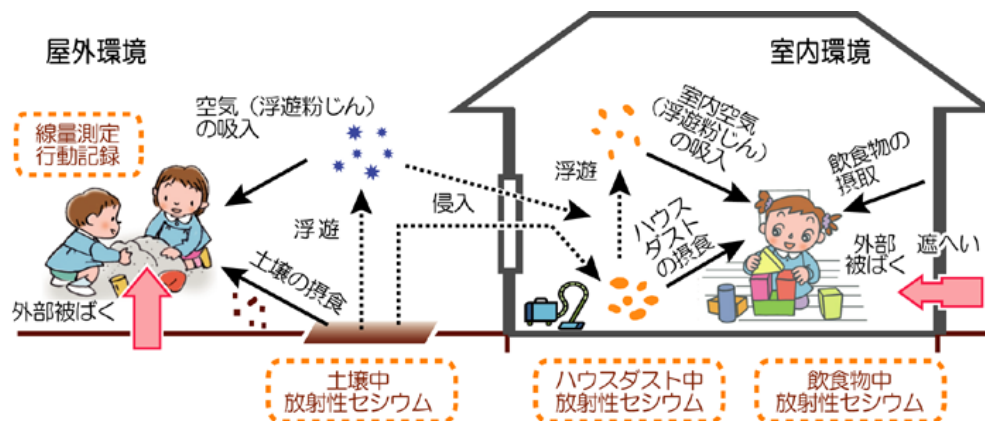 屋外環境
室内環境
線量測定
行動記録
空気（浮遊粉じん）
の吸入
浮遊
侵入
土壌の摂食
外部被ばく
室内空気
（浮遊粉じん）
の吸入
浮遊
ハウス
ダスト
の摂食
飲食物の
摂取
外部
被ばく
遮へい
土壌中
放射性セシウム
ハウスダスト中
放射性セシウム
飲食物中
放射性セシウム